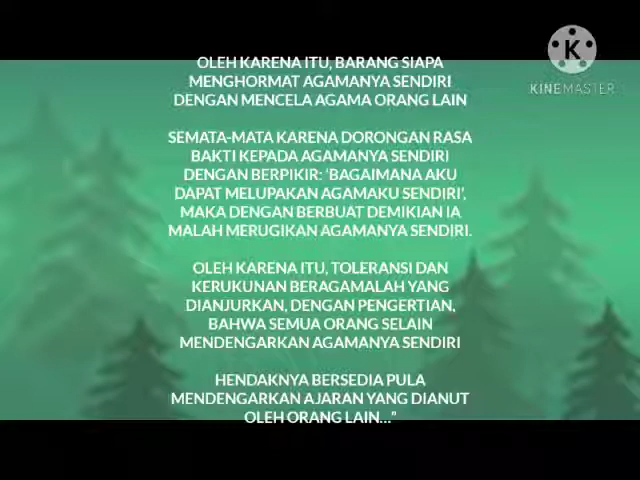 OLEH KARENA ITU, BARANG SIAPA
MENGHORMAT AGAMANYA SENDIRI
DENGAN MENCELA AGAMA ORANG LAIN
SEMATA-MATA KARENA DORONGAN RASA
BAKTI KEPADA AGAMANYA SENDIRI
DENGAN BERPIKIR: 'BAGAIMANA AKU
DAPAT MELUPAKAN AGAMAKU SENDIRI',
MAKA DENGAN BERBUAT DEMIKIAN IA
MALAH MERUGIKAN AGAMANYA SENDIRI.
OLEH KARENA ITU, TOLERANSI DAN
KERUKUNAN BERAGAMALAH YANG
DIANJURKAN, DENGAN PENGERTIAN,
BAHWA SEMUA ORANG SELAIN
MENDENGARKAN AGAMANYA SENDIRI
HENDAKNYA BERSEDIA PULA
MENDENGARKAN AJARAN YANG DIANUT
OLEH ORANG LAIN..."
K
KINEMASTER